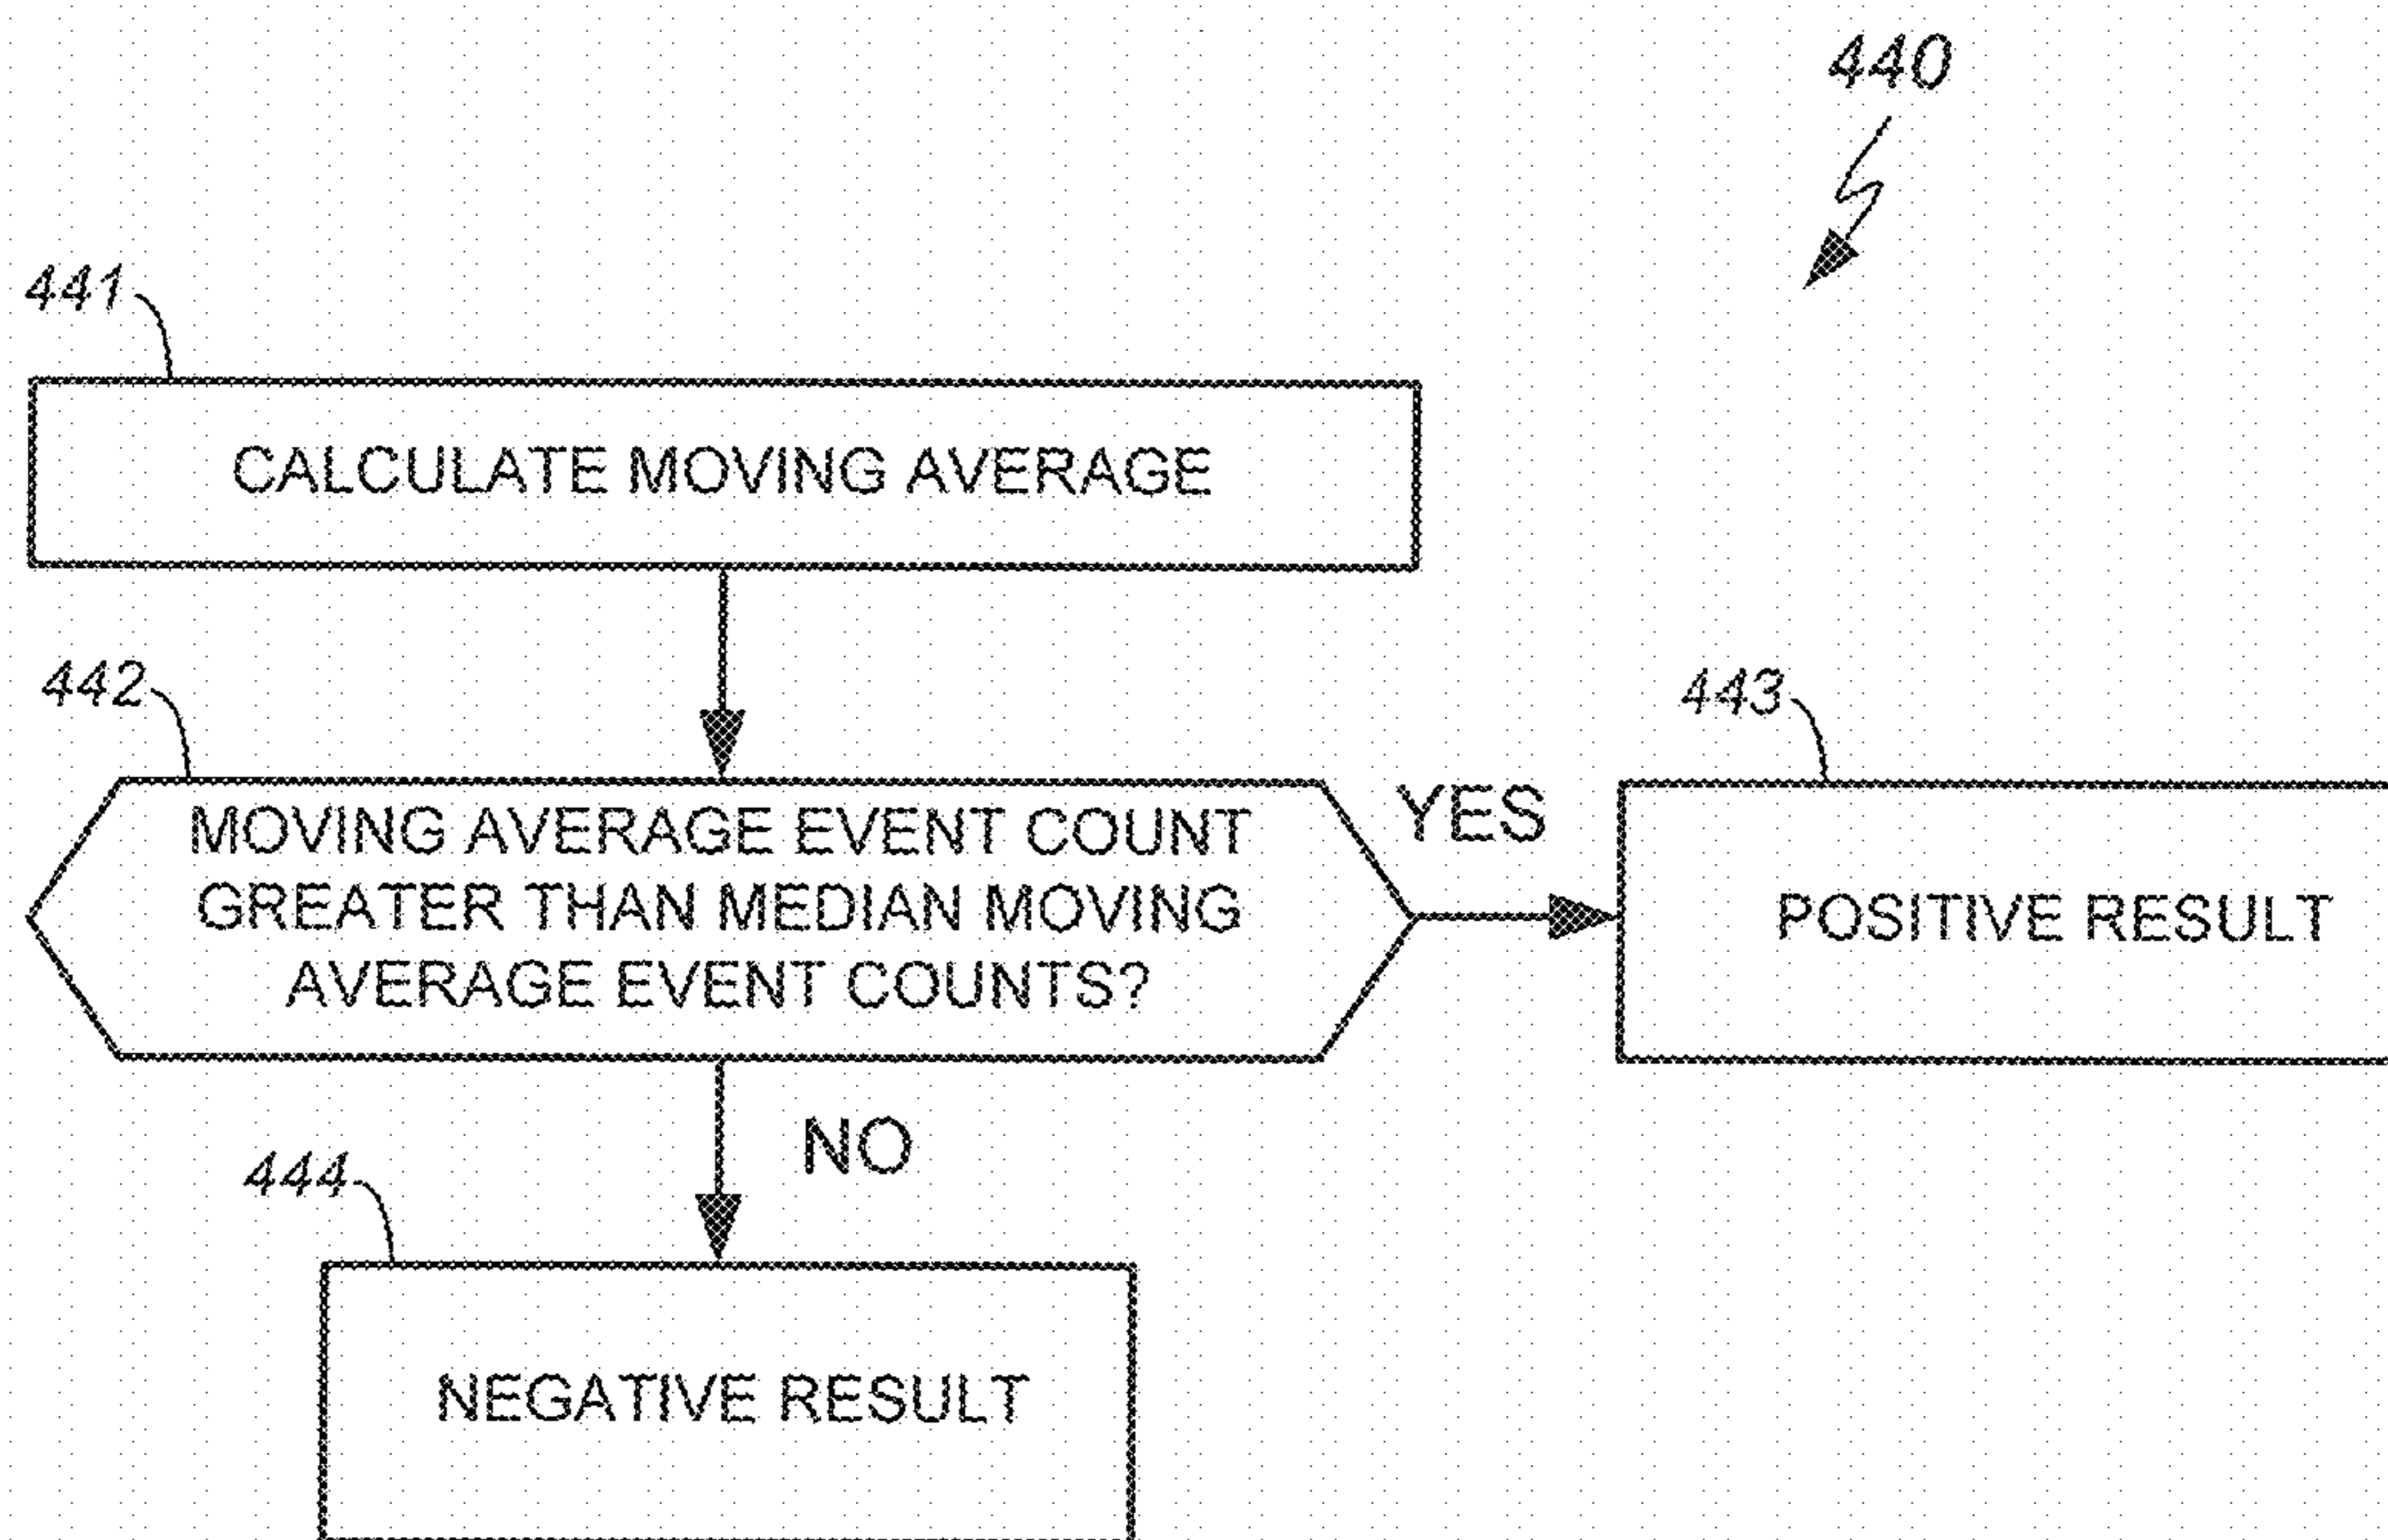 440
441
CALCULATE MOVING AVERAGE
442
MOVING AVERAGE EVENT COUNT
GREATER THAN MEDIAN MOVING
AVERAGE EVENT COUNTS?
YES
443
POSITIVE RESULT
NO
444
NEGATIVE RESULT